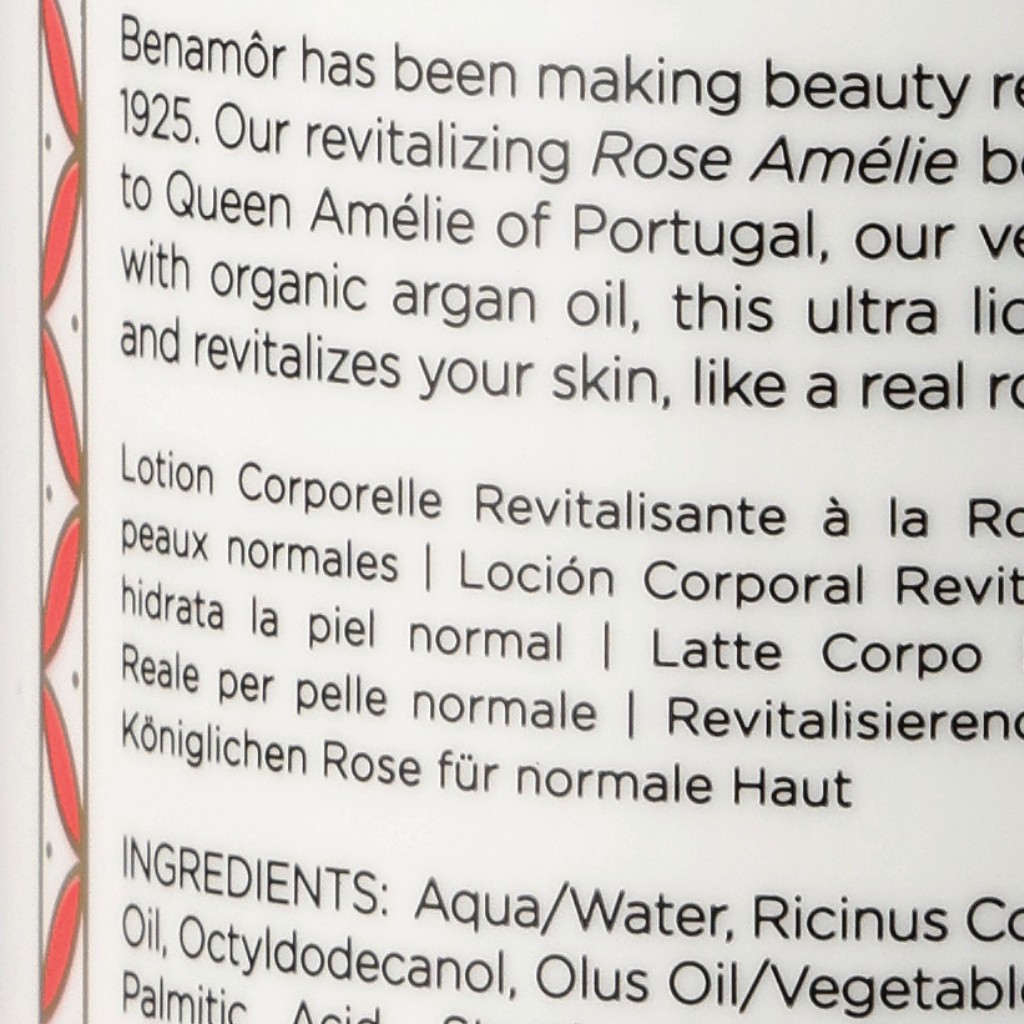 Benamôr has been making beauty re
1925. Our revitalizing Rose Amélie bo
to Queen Amélie of Portugal, our ve
with organic argan oil, this ultra
and revitalizes your skin, like a real ro
Lotion Corporelle Revitalisante à la Ro
peaux normales | Loción Corporal Revit
hidrata la piel normal | Latte Corpo
Reale per pelle normale | Revitalisieren
Königlichen Rose für normale Haut
INGREDIENTS: Aqua/Water, Ricinus Co
Oil, Octyldodecanol, Olus Oil/Vegetabl
Palmitic Acid,